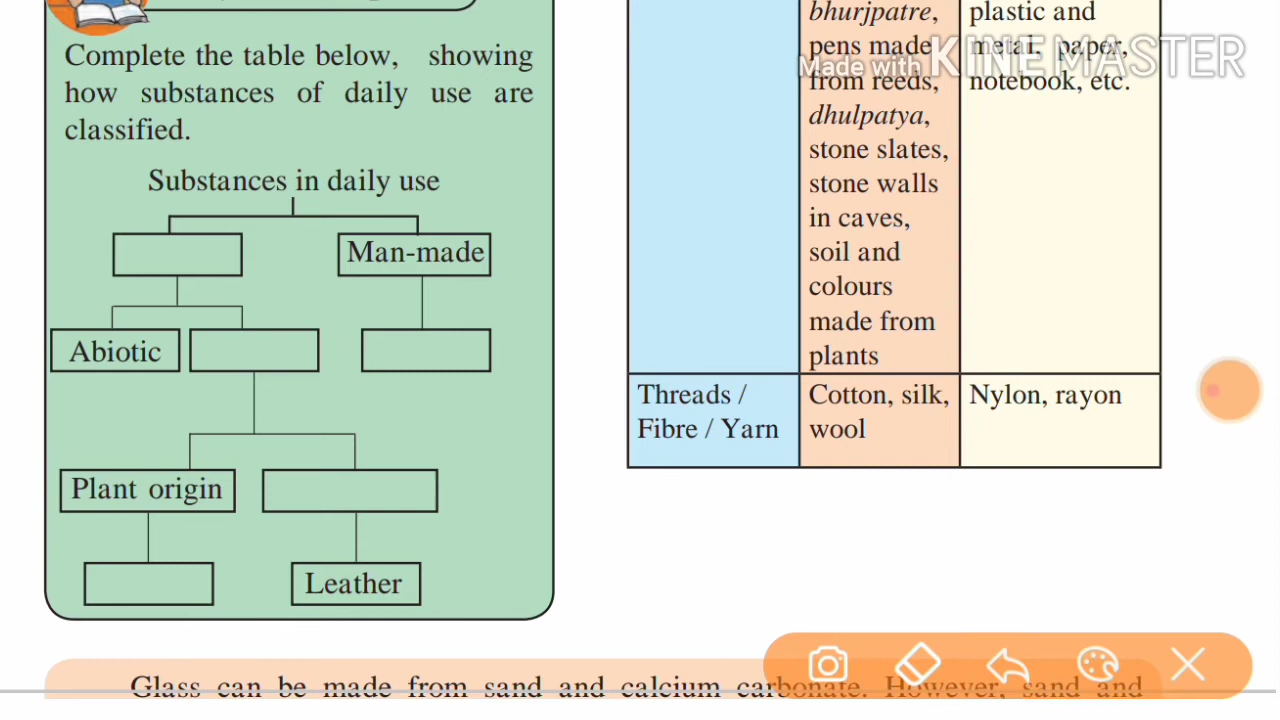 Complete the table below, showing
how substances of daily use are
classified.
Substances in daily use
Man-made
Abiotic
Plant origin
Leather
bhurjpatre,
pens made
from reeds,
dhulpatya,
stone slates,
stone walls
in caves,
soil and
colours
made from
plants
plastic and
metal, paper,
notebook, etc.
Made with KINEMASTER
Threads /
Fibre / Yarn
Cotton, silk,
wool
Nylon, rayon
Glass can be made from sand and calcium carbonate. However, sand and